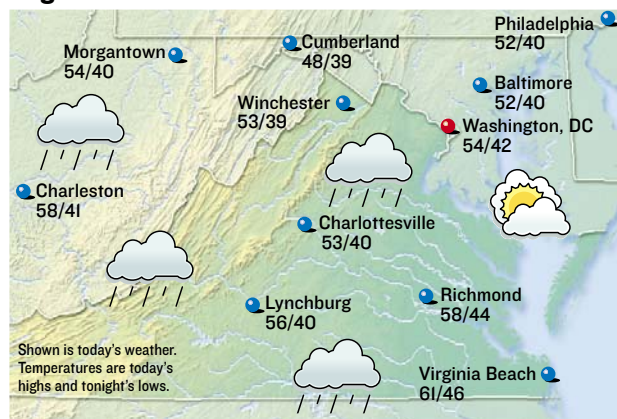 Philadelphia
52/40
Morgantown
54/40
Cumberland
48/39
Baltimore
52/40
Winchester
53/39
Washington, DC
54/42
Charleston
58/41
Charlottesville
53/40
Lynchburg
56/40
Richmond
58/44
Shown is today's weather.
Temperatures are today's
highs and tonight's lows.
Virginia Beach
61/46